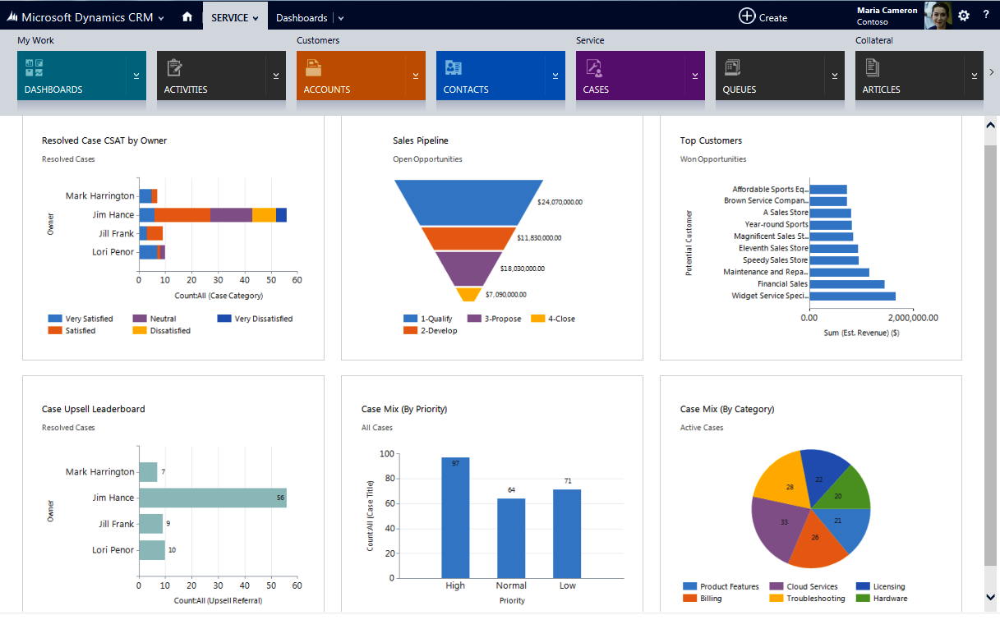 Microsoft Dynamics CRM
SERVICE
Dashboards
Create
Maria Cameron
Contoso
?
My Work
Customers
Service
Collateral
DASHBOARDS
ACTIVITIES
ACCOUNTS
CONTACTS
CASES
QUEUES
ARTICLES
Resolved Case CSAT by Owner
Resolved Cases
Owner
Mark Harrington
Jim Hance
Jill Frank
Lori Penor
0 10 20 30 40 50 60
Count:All (Case Category)
Very Satisfied Neutral Very Dissatisfied
Satisfied Dissatisfied
Sales Pipeline
Open Opportunities
$24,070,000.00
$11,830,000.00
$18,030,000.00
$7,090,000.00
1-Qualify 3-Propose 4-Close
2-Develop
Top Customers
Won Opportunities
Potential Customer
Affordable Sports Eq...
Brown Service Compan...
A Sales Store
Year-round Sports
Magnificent Sales St...
Eleventh Sales Store
Speedy Sales Store
Maintenance and Repa...
Financial Sales
Widget Service Speci...
0.00 2,000,000.00
Sum (Est. Revenue) ($)
Case Upsell Leaderboard
Resolved Cases
Owner
Mark Harrington 7
Jim Hance 56
Jill Frank 9
Lori Penor 10
0 10 20 30 40 50 60
Count:All (Upsell Referral)
Case Mix (By Priority)
All Cases
Count:All (Case Title)
100
80
60
40
20
0
97
64
71
High Normal Low
Priority
Case Mix (By Category)
Active Cases
22
28
20
33
21
26
Product Features Cloud Services Licensing
Billing Troubleshooting Hardware